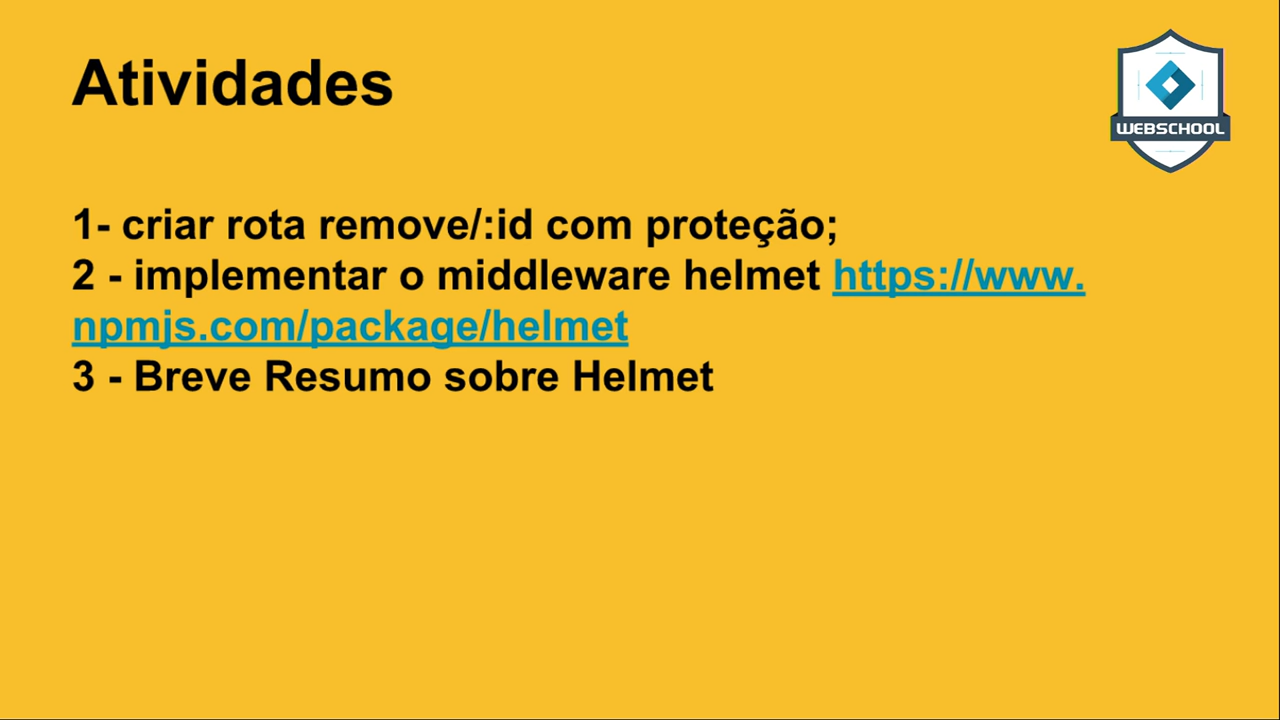 Atividades
WEBSCHOOL
1- criar rota remove/:id com proteção;
2 - implementar o middleware helmet https://www.
npmjs.com/package/helmet
3 - Breve Resumo sobre Helmet